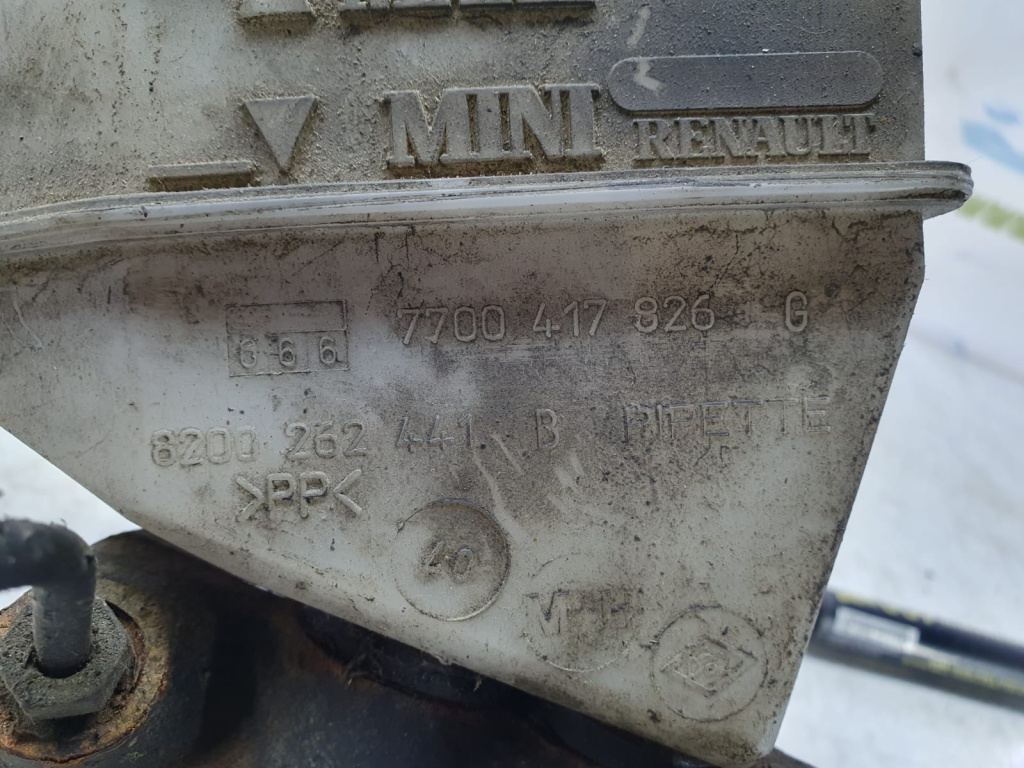 MINI RENAULT
7700 417 826 G
666
8200 262 441 B PIPETTE
>PP<
40